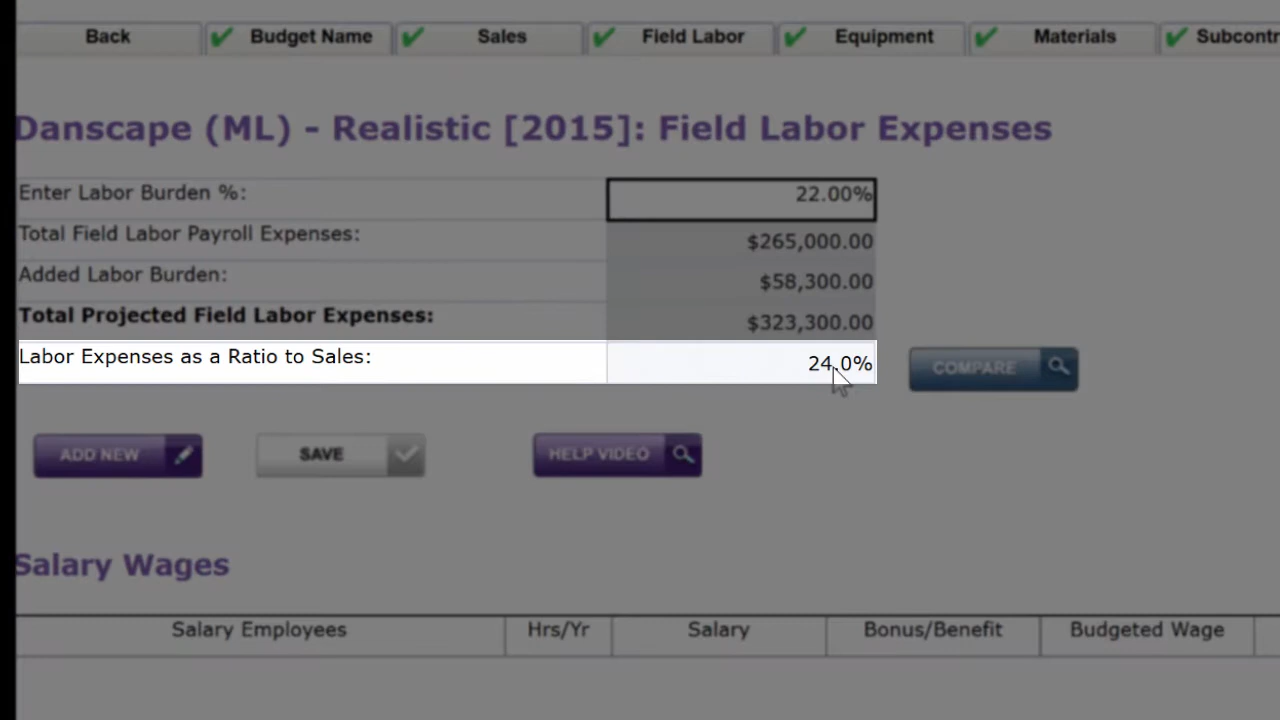 Back Budget Name Sales Field Labor Equipment Materials Subcontr
Danscape (ML) - Realistic [2015]: Field Labor Expenses
Enter Labor Burden %: 22.00%
Total Field Labor Payroll Expenses: $265,000.00
Added Labor Burden: $58,300.00
Total Projected Field Labor Expenses: $323,300.00
Labor Expenses as a Ratio to Sales: 24.0% COMPARE
ADD NEW SAVE HELP VIDEO
Salary Wages
Salary Employees Hrs/Yr Salary Bonus/Benefit Budgeted Wage